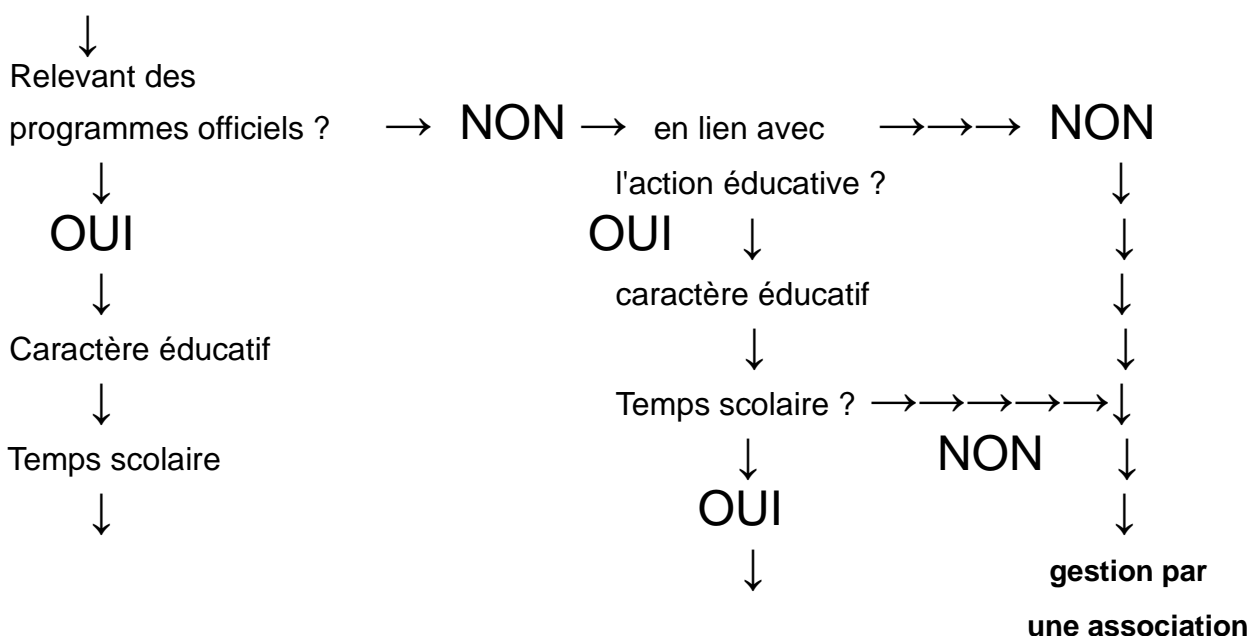 ↓
Relevant des
programmes officiels ? → NON → en lien avec →→→ NON
↓ l'action éducative ? ↓
OUI OUI ↓ ↓
↓ caractère éducatif ↓
Caractère éducatif ↓ ↓
↓ Temps scolaire ? →→→→→↓
Temps scolaire ↓ NON ↓
↓ OUI ↓
↓ gestion par
une association